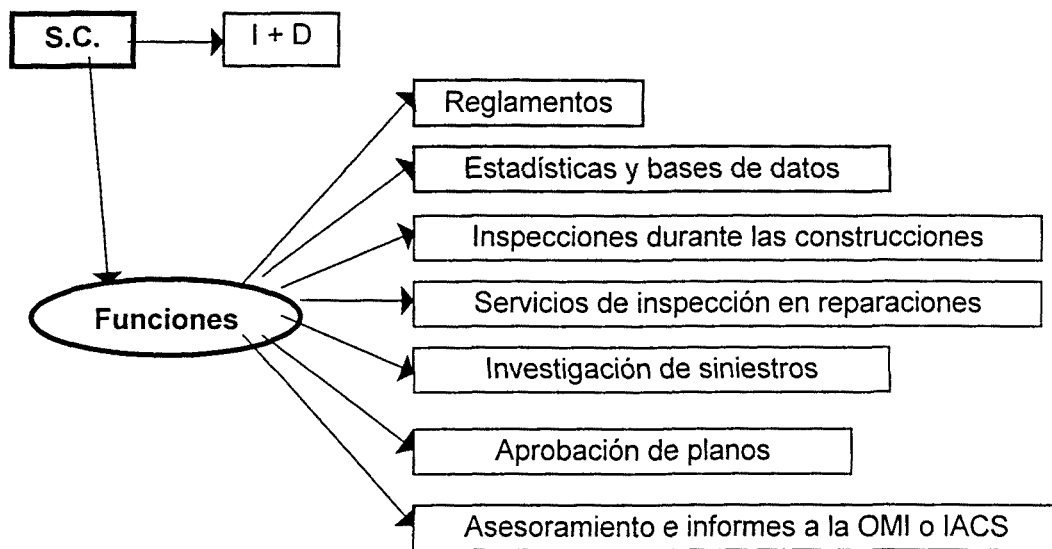 S.C.
I + D
Reglamentos
Estadísticas y bases de datos
Inspecciones durante las construcciones
Servicios de inspección en reparaciones
Funciones
Investigación de siniestros
Aprobación de planos
Asesoramiento e informes a la OMI o IACS